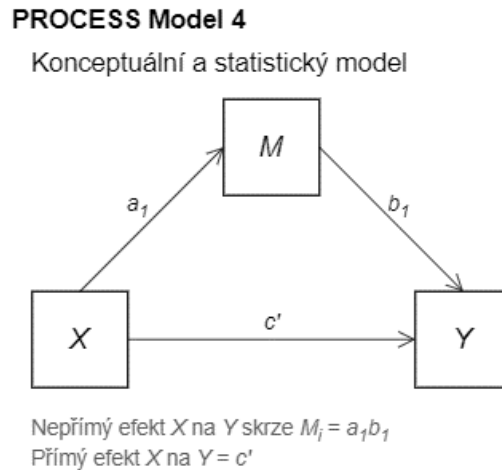 PROCESS Model 4
Konceptuální a statistický model
M
a₁
b₁
X
c'
Y
Nepřímý efekt X na Y skrze Mᵢ = a₁b₁
Přímý efekt X na Y = c'